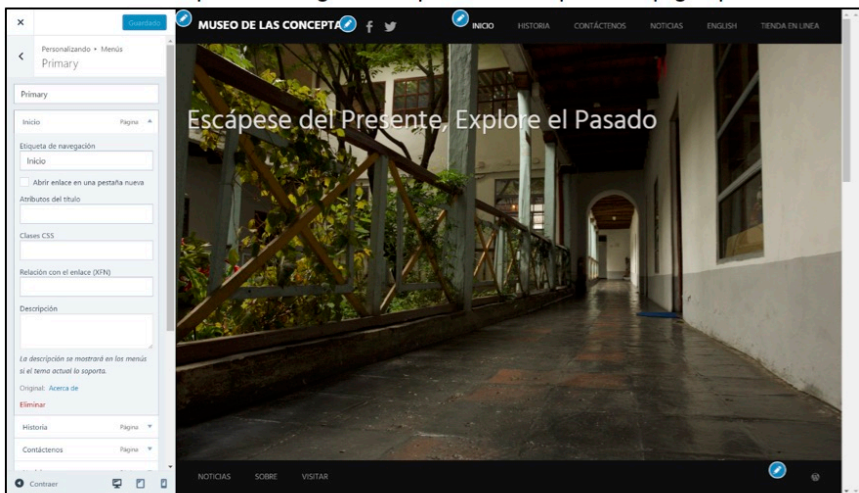 Guardado
Personalizando • Menús
Primary
Primary
Inicio Página
Etiqueta de navegación
Inicio
Abrir enlace en una pestaña nueva
Atributos del título
Clases CSS
Relación con el enlace (XFN)
Descripción
La descripción se mostrará en los menús
si el tema actual lo soporta.
Original: Acerca de
Eliminar
Historia Página
Contáctenos Página
Contraer
MUSEO DE LAS CONCEPTA
INICIO HISTORIA CONTÁCTENOS NOTICIAS ENGLISH TIENDA EN LINEA
Escápese del Presente, Explore el Pasado
NOTICIAS SOBRE VISITAR